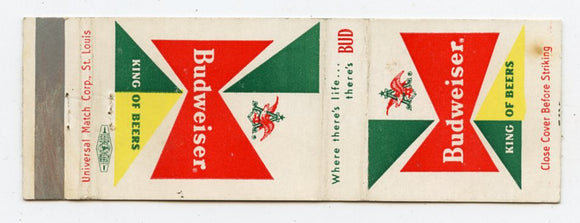 Universal Match Corp., St. Louis
KING OF BEERS
Budweiser.
Where there's life...
there's BUD
Budweiser.
KING OF BEERS
Close Cover Before Striking